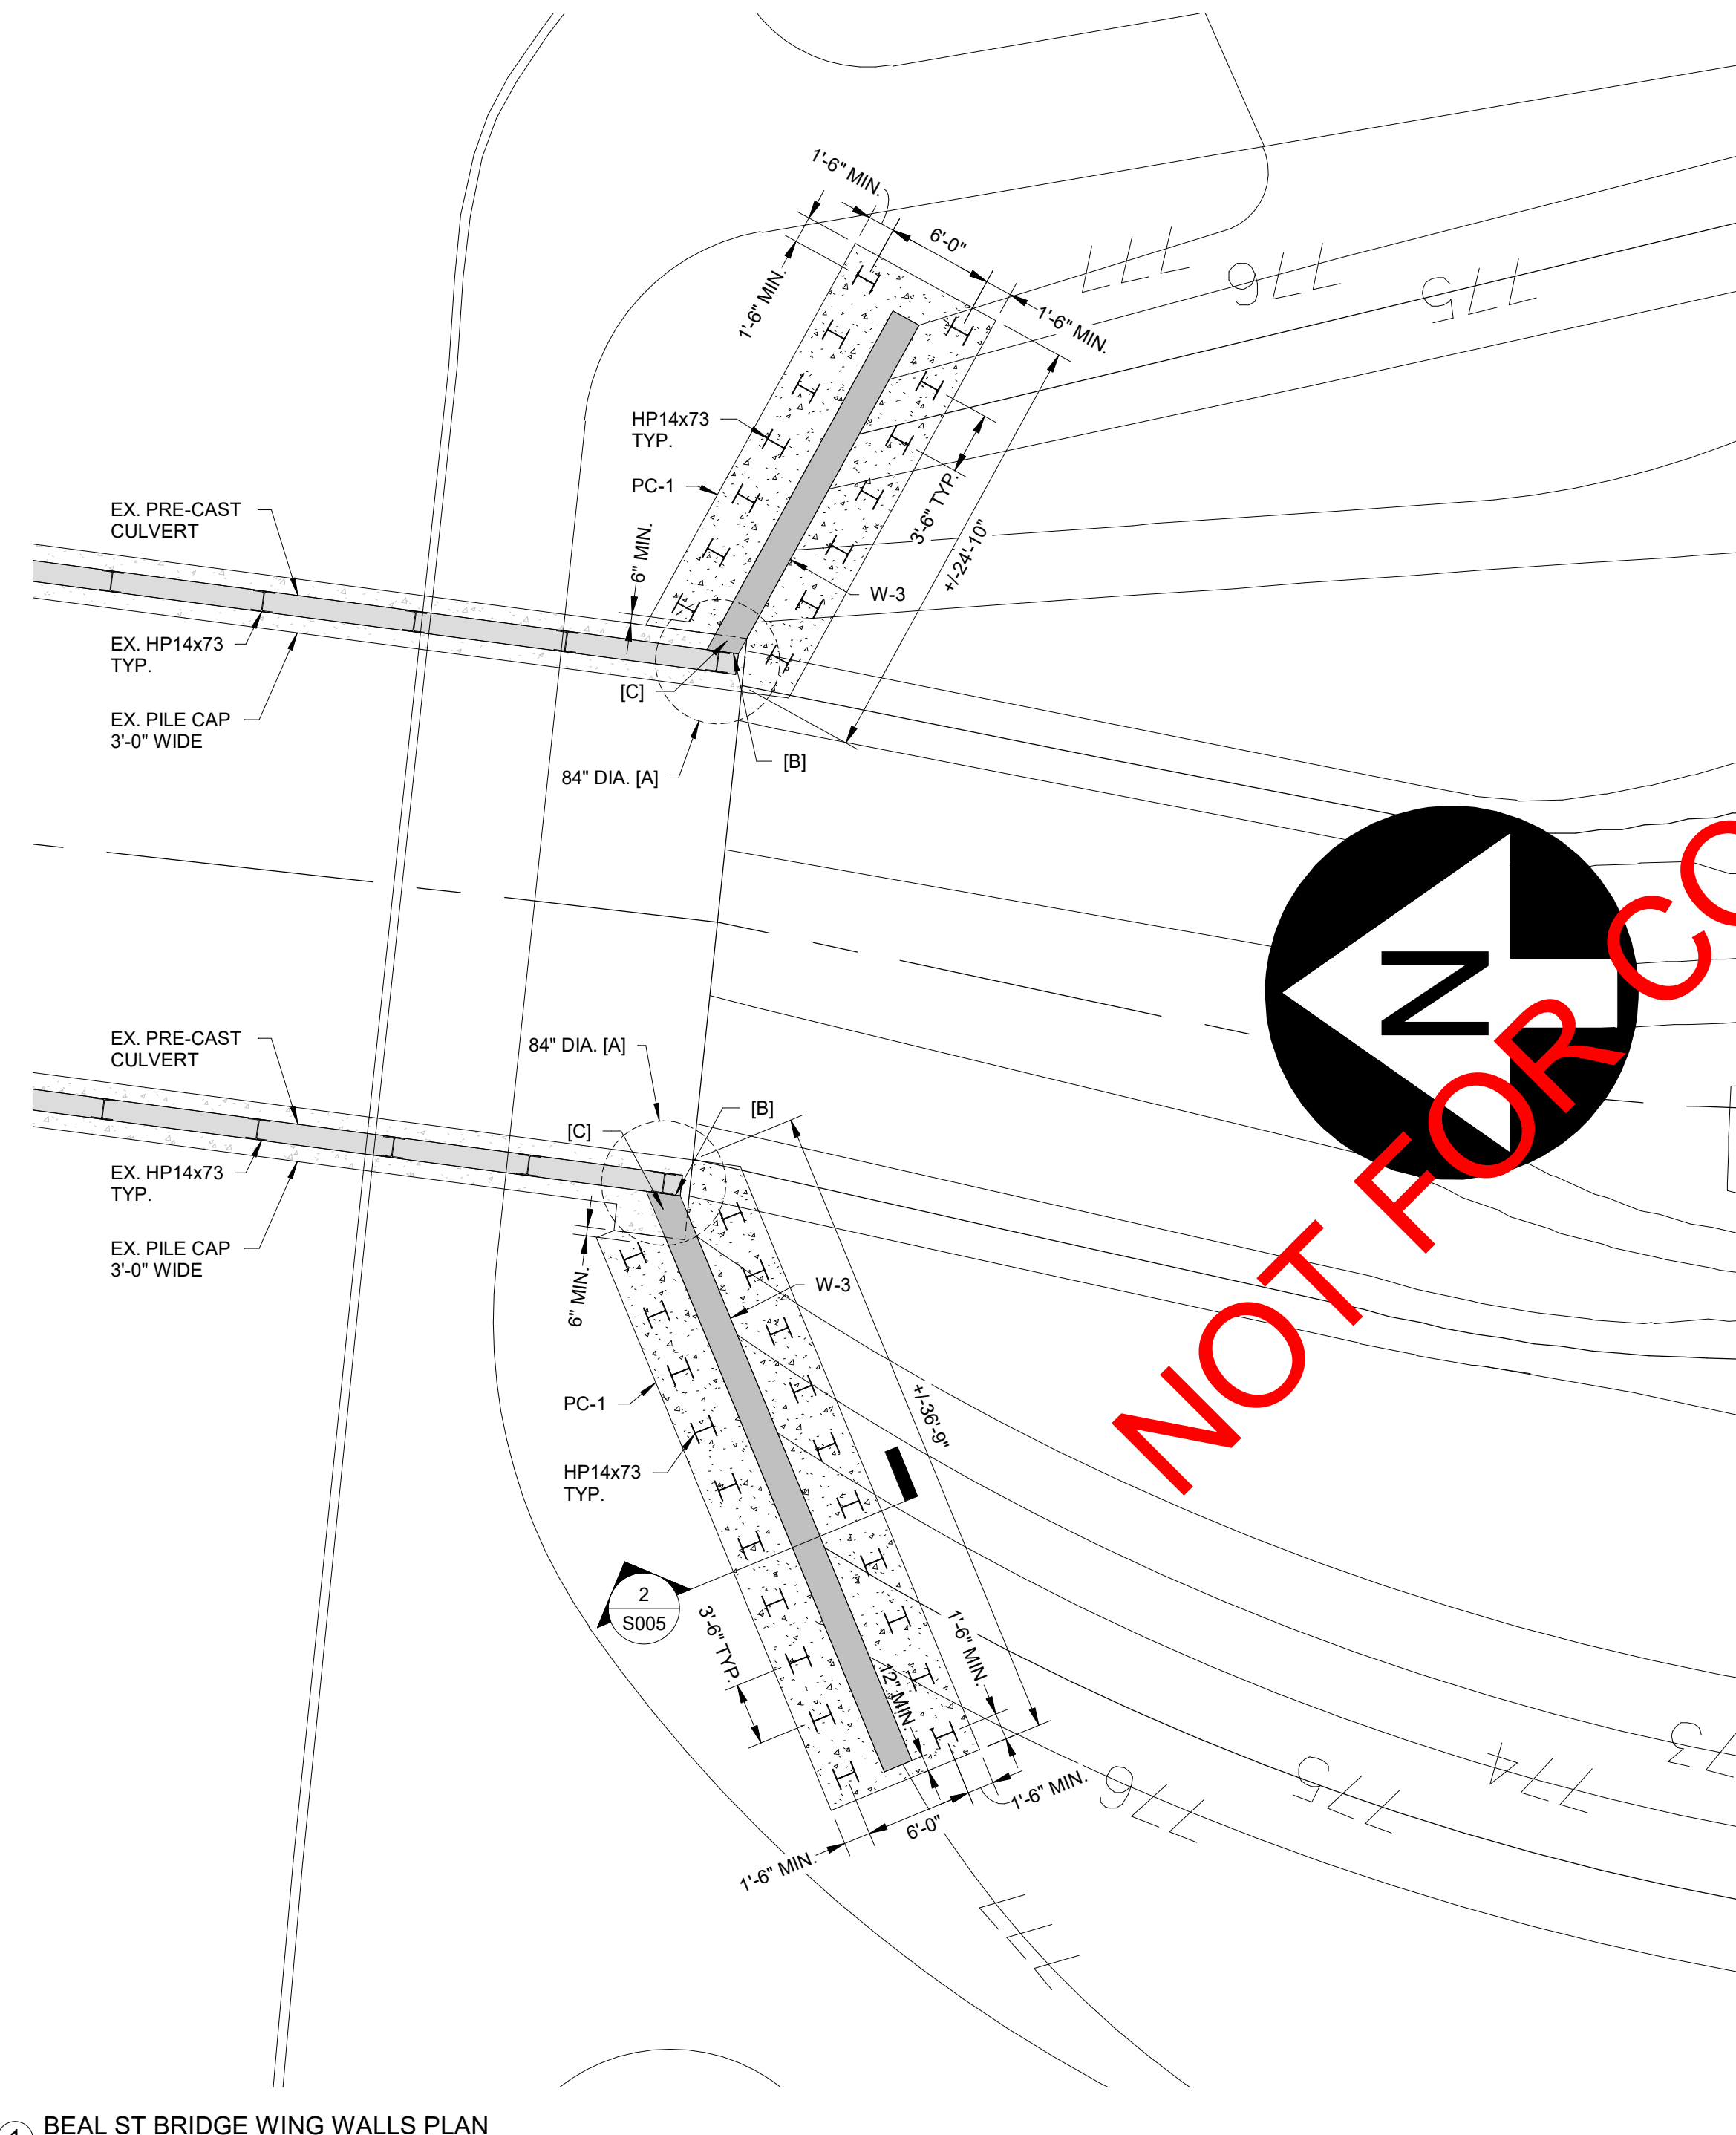 1'-6" MIN.
6'-0"
1'-6" MIN.
1'-6" MIN.
777
776
775
HP14x73
TYP.
PC-1
3'-6" TYP.
+/-24'-10"
EX. PRE-CAST
CULVERT
6" MIN.
W-3
EX. HP14x73
TYP.
[C]
EX. PILE CAP
3'-0" WIDE
[B]
84" DIA. [A]
N
NOT FOR CO
EX. PRE-CAST
CULVERT
84" DIA. [A]
[B]
[C]
EX. HP14x73
TYP.
EX. PILE CAP
3'-0" WIDE
6" MIN.
W-3
PC-1
+/-36'-9"
HP14x73
TYP.
2
S005
3'-6" TYP.
1'-6" MIN.
12" MIN.
1'-6" MIN.
6'-0"
1'-6" MIN.
776
775
774
73
777
1
BEAL ST BRIDGE WING WALLS PLAN